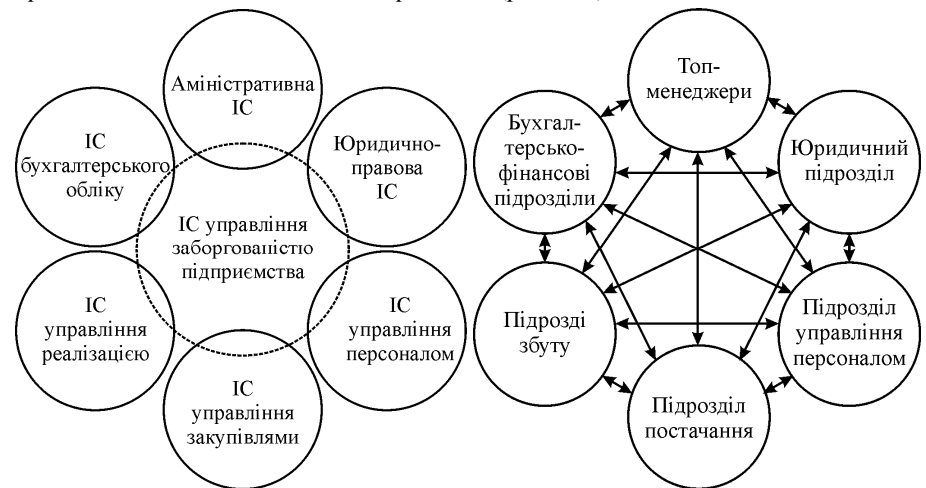 Аміністративна
ІС
ІС
бухгалтерського
обліку
Юридично-
правова
ІС
ІС управління
заборгованістю
підприємства
ІС
управління
реалізацією
ІС
управління
персоналом
ІС
управління
закупівлями
Топ-
менеджери
Бухгал-
терсько-
фінансові
підрозділи
Юридичний
підрозділ
Підрозді
збуту
Підрозділ
управління
персоналом
Підрозділ
постачання